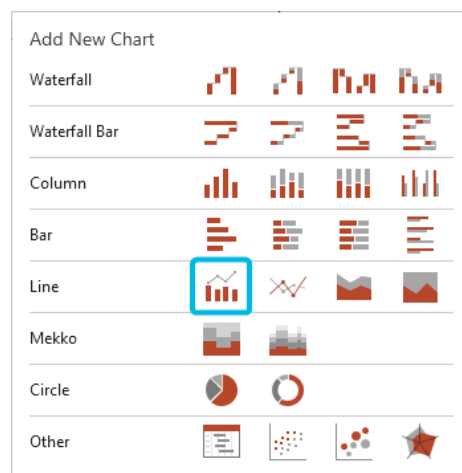 Add New Chart
Waterfall
Waterfall Bar
Column
Bar
Line
Mekko
Circle
Other